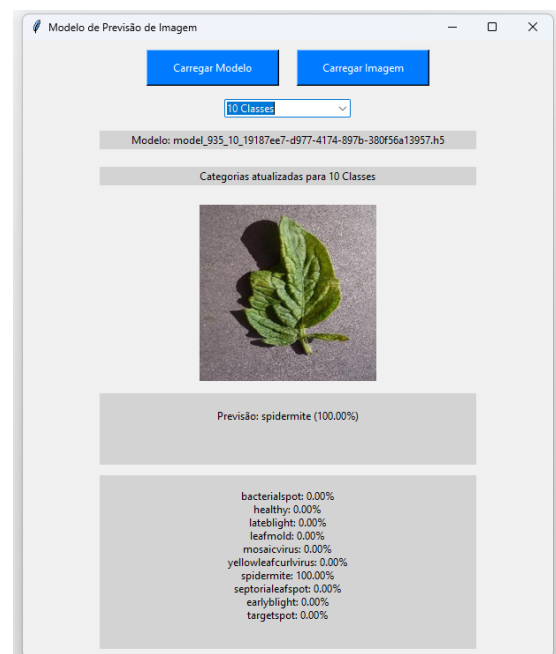 Modelo de Previsão de Imagem
Carregar Modelo
Carregar Imagem
10 Classes
Modelo: model_935_10_19187ee7-d977-4174-897b-380f56a13957.h5
Categorias atualizadas para 10 Classes
Previsão: spidermite (100.00%)
bacterialspot: 0.00%
healthy: 0.00%
lateblight: 0.00%
leafmold: 0.00%
mosaicvirus: 0.00%
yellowleafcurlvirus: 0.00%
spidermite: 100.00%
septorialeafspot: 0.00%
earlyblight: 0.00%
targetspot: 0.00%